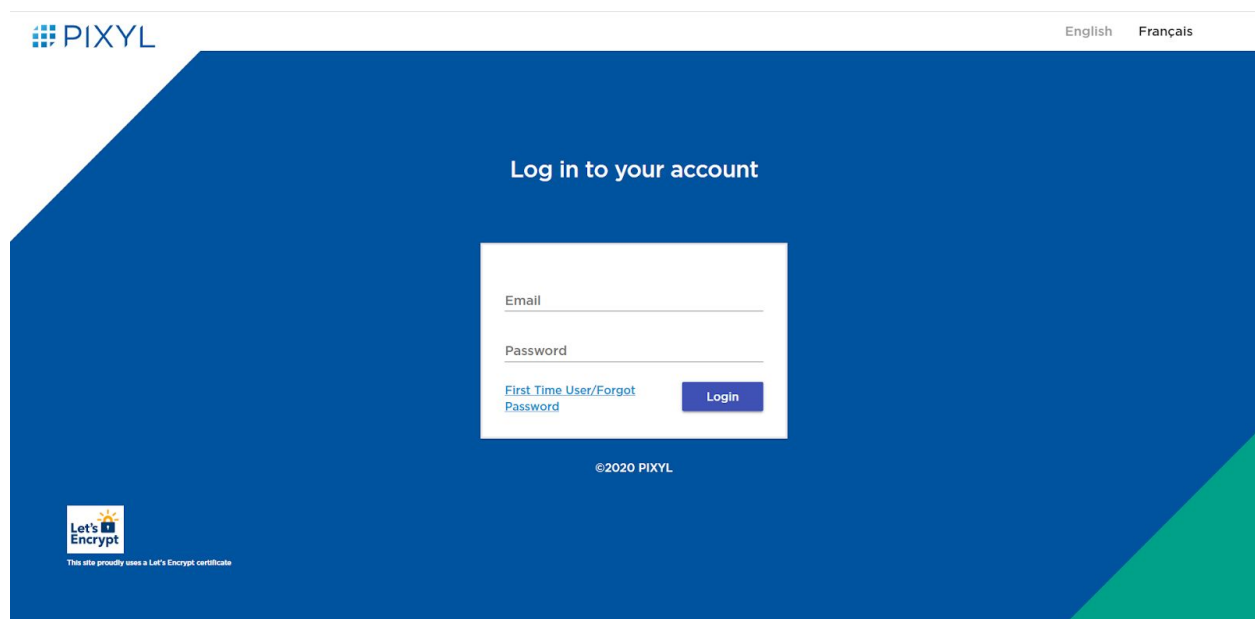 PIXYL
English Français
Log in to your account
Email
Password
First Time User/Forgot
Password
Login
©2020 PIXYL
Let's
Encrypt
This site proudly uses a Let's Encrypt certificate